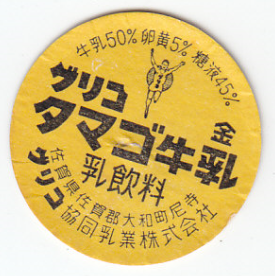 牛乳50% 卵黄5% 糖液45%
グリコ
タマゴ牛乳
金
乳飲料
佐賀県佐賀郡大和町尼寺
グリコ協同乳業株式会社